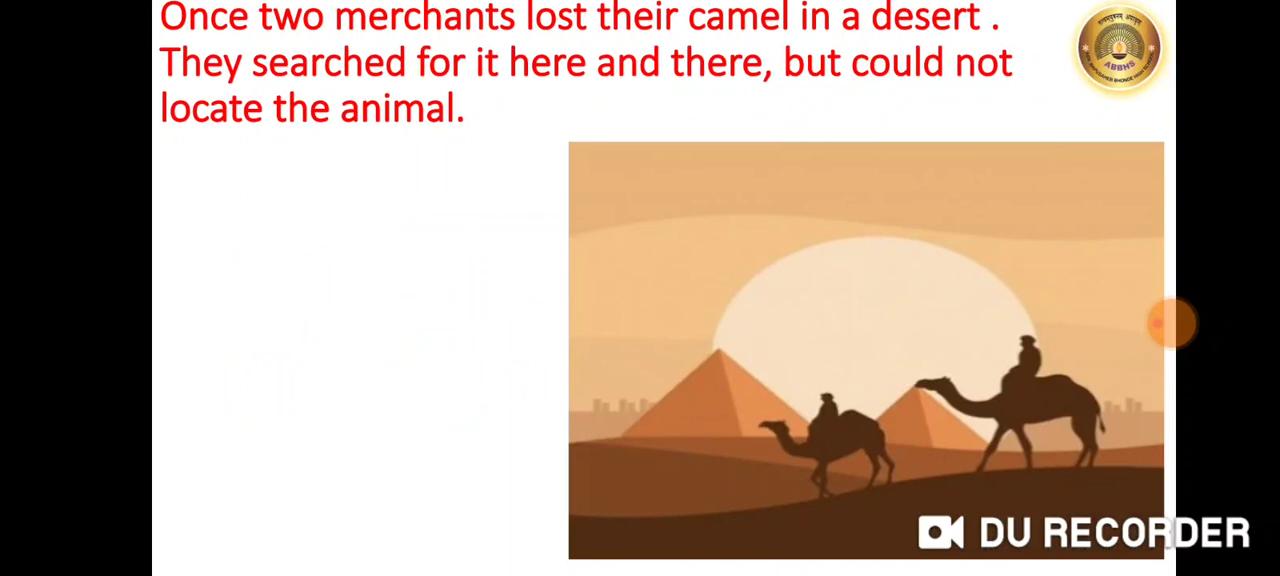 Once two merchants lost their camel in a desert .
They searched for it here and there, but could not
locate the animal.
ABBHS
DU RECORDER